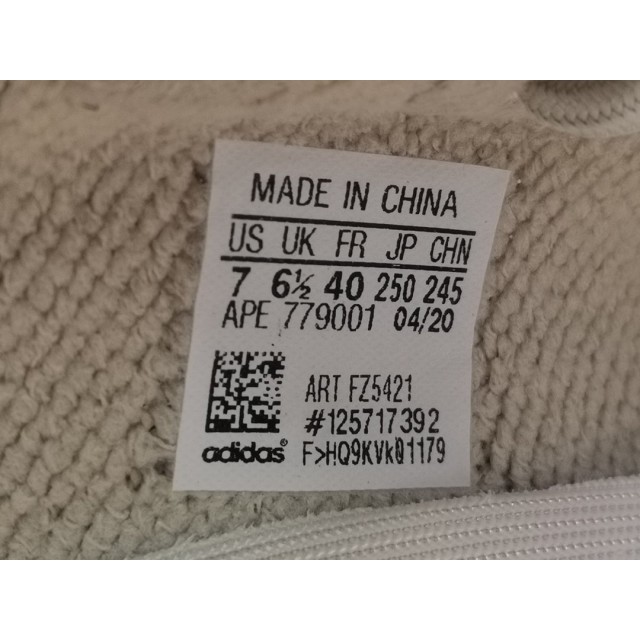 MADE IN CHINA
US UK FR JP CHN
7 6½ 40 250 245
APE 779001 04/20
ART FZ5421
#125717392
adidas® F>HQ9KVk01179